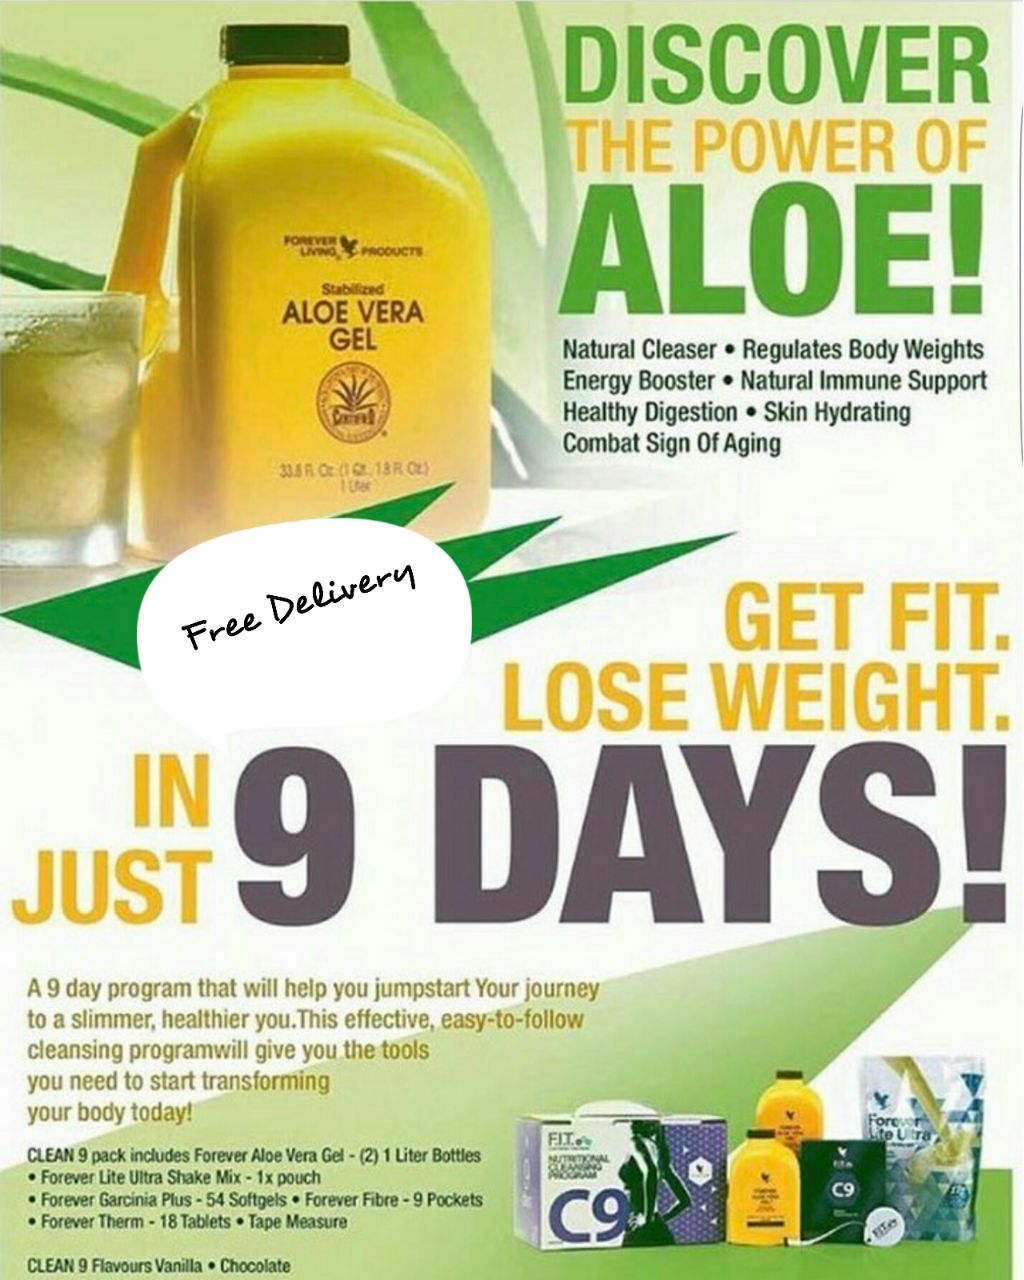 DISCOVER
THE POWER OF
ALOE!
Natural Cleaser • Regulates Body Weights
Energy Booster • Natural Immune Support
Healthy Digestion • Skin Hydrating
Combat Sign Of Aging
FOREVER
LIVING PRODUCTS
Stabilized
ALOE VERA
GEL
CERTIFIED
33.8 Fl. Oz. (1 Qt., 1.8 Fl. Oz.)
1 Liter
Free Delivery
GET FIT.
LOSE WEIGHT.
IN
JUST
9 DAYS!
A 9 day program that will help you jumpstart Your journey
to a slimmer, healthier you.This effective, easy-to-follow
cleansing programwill give you the tools
you need to start transforming
your body today!
CLEAN 9 pack includes Forever Aloe Vera Gel - (2) 1 Liter Bottles
• Forever Lite Ultra Shake Mix - 1x pouch
• Forever Garcinia Plus - 54 Softgels • Forever Fibre - 9 Pockets
• Forever Therm - 18 Tablets • Tape Measure
CLEAN 9 Flavours Vanilla • Chocolate
F.I.T.
NUTRITIONAL
CLEANSING
PROGRAM
C9
C9
Forever
Lite Ultra
F.I.T.